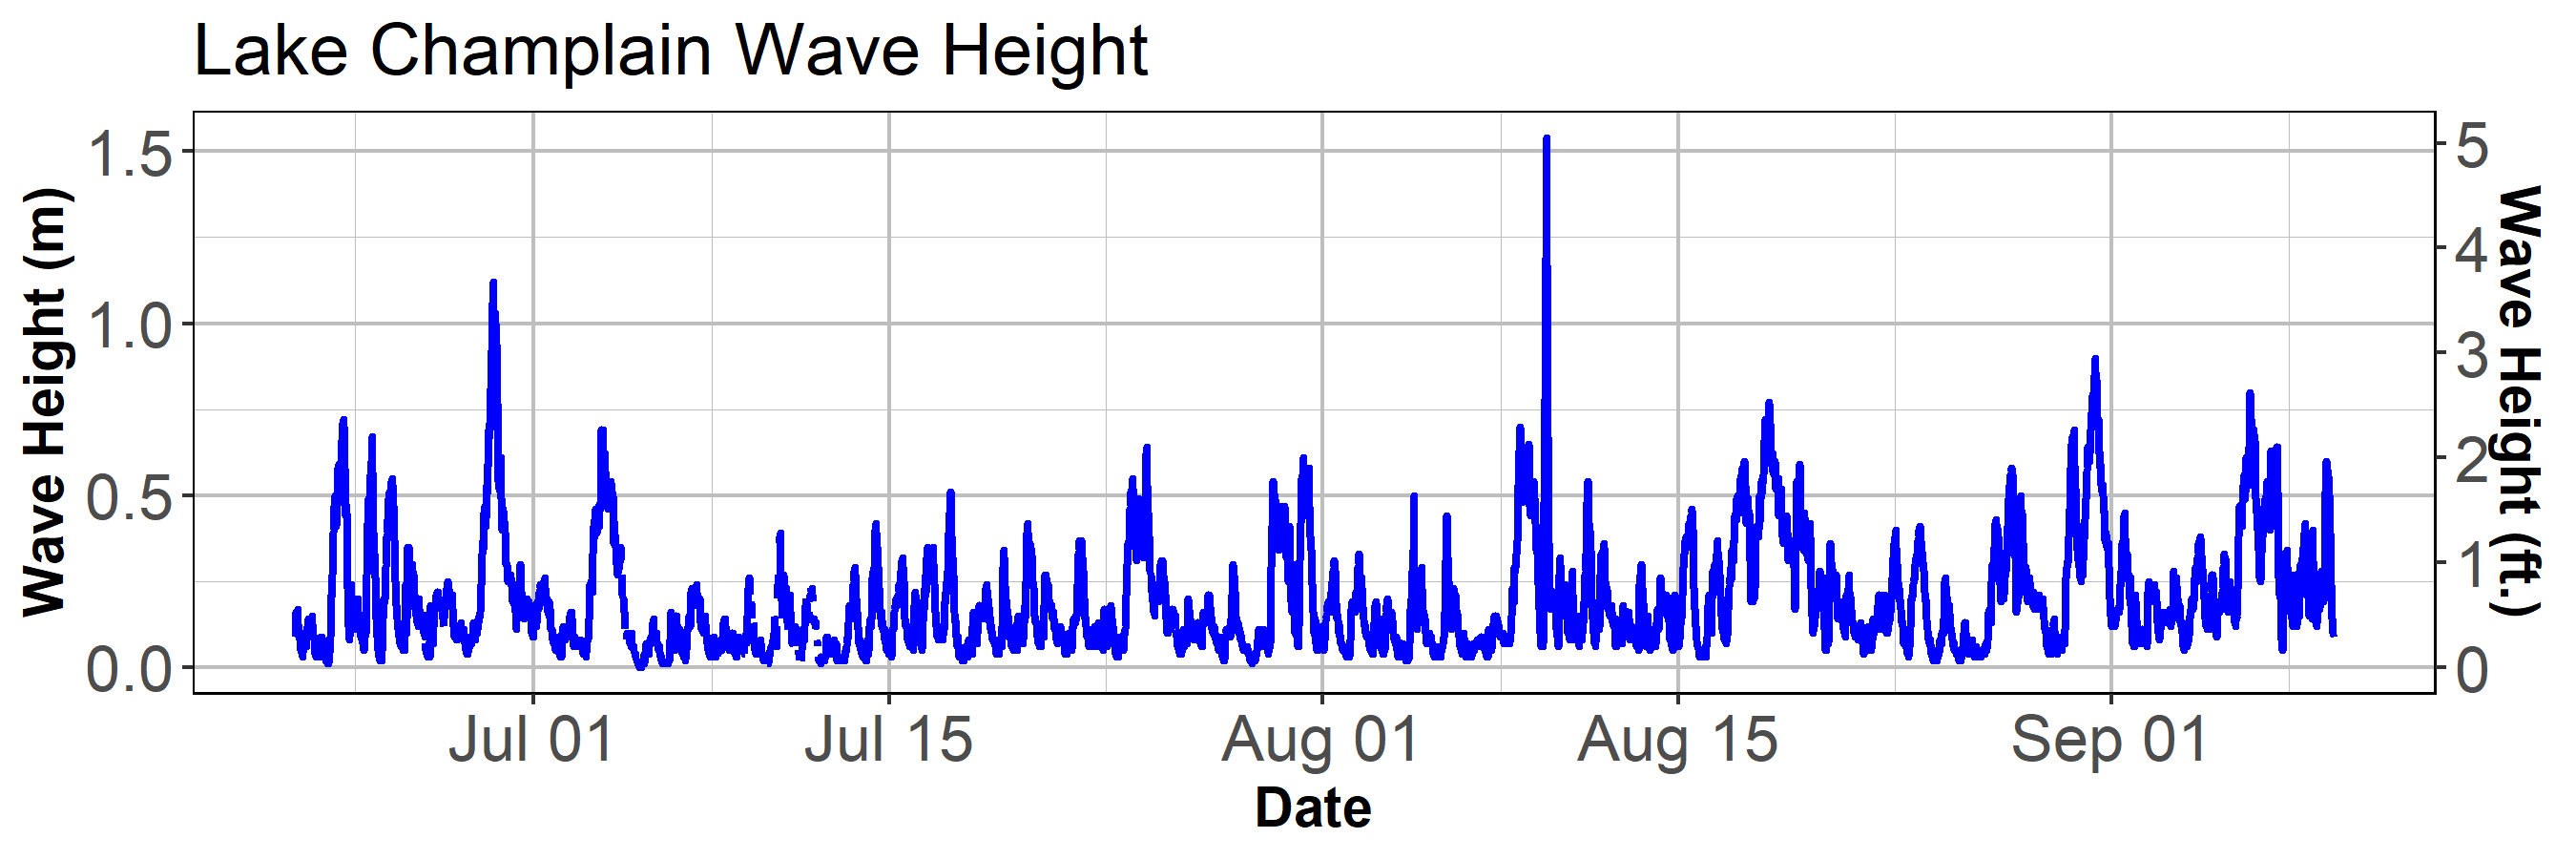 Lake Champlain Wave Height
Wave Height (m)
1.5
1.0
0.5
0.0
5
4
3
2
1
0
Wave Height (ft.)
Jul 01 Jul 15 Aug 01 Aug 15 Sep 01
Date